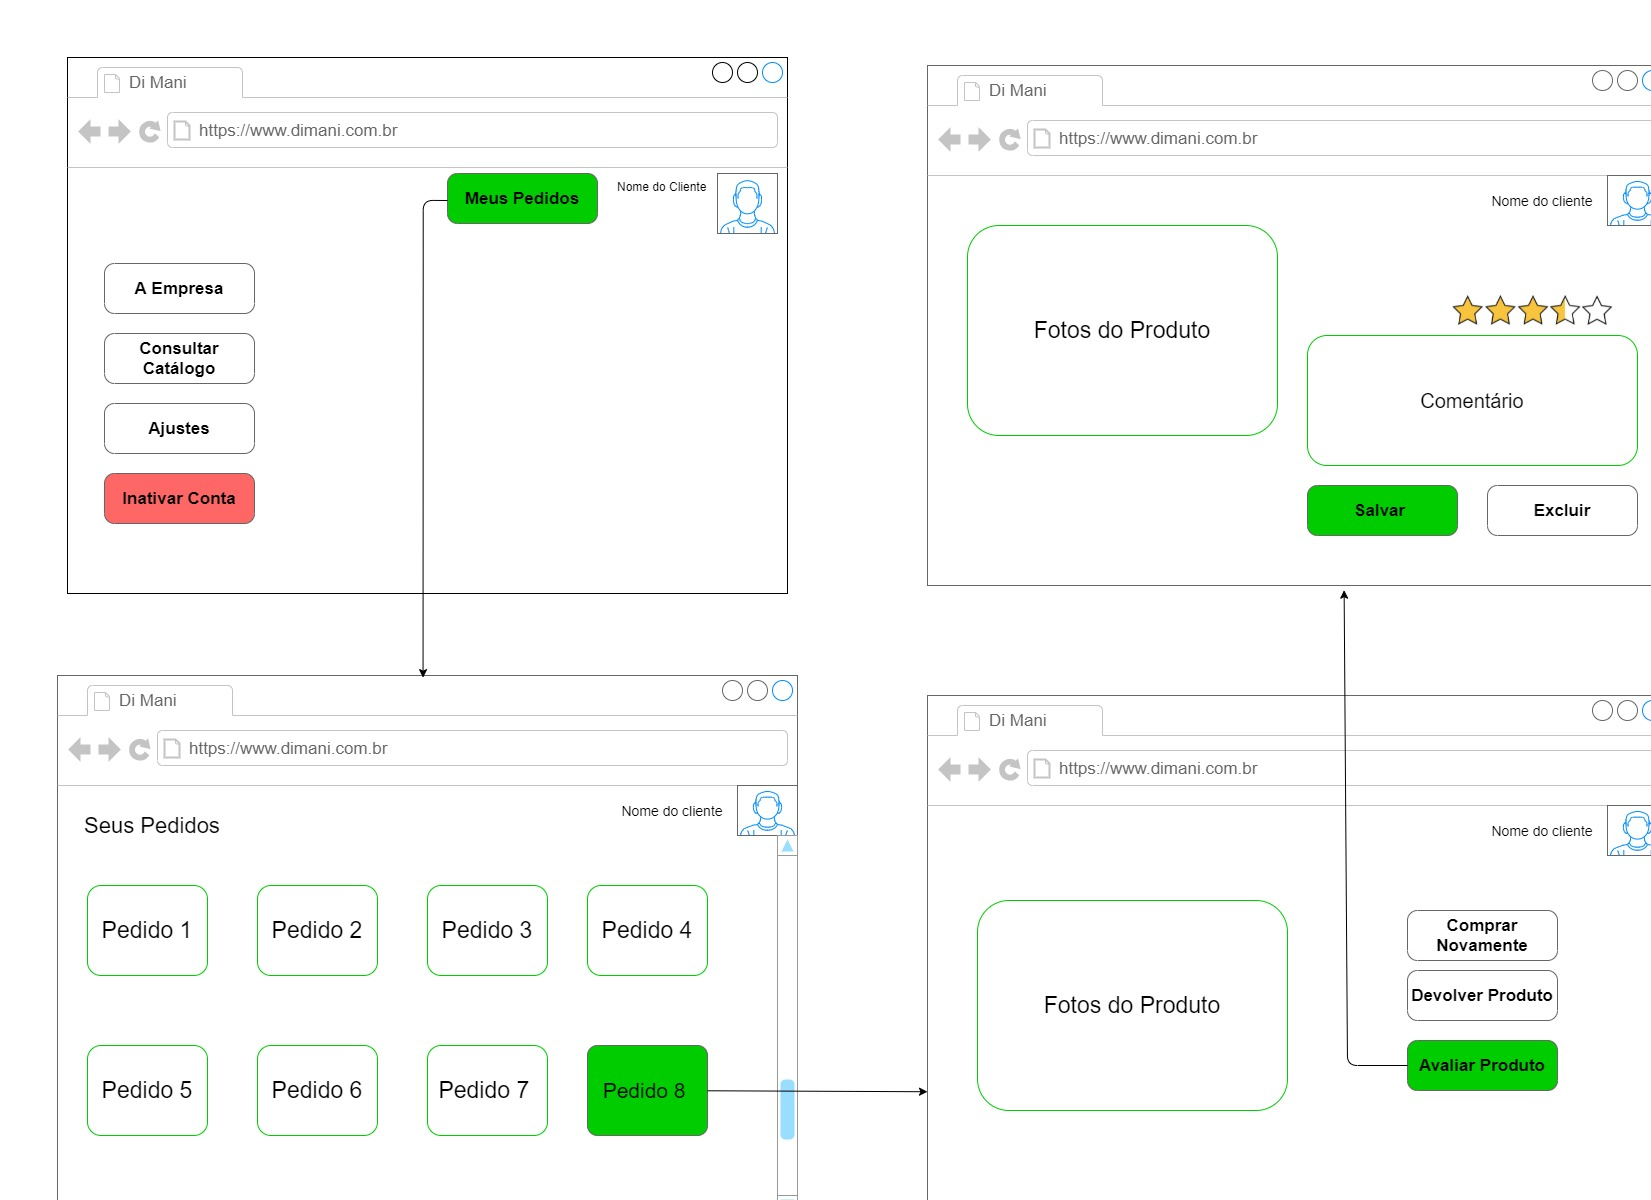 Di Mani
https://www.dimani.com.br
Meus Pedidos
Nome do Cliente
A Empresa
Consultar
Catálogo
Ajustes
Inativar Conta
Di Mani
https://www.dimani.com.br
Nome do cliente
Fotos do Produto
Comentário
Salvar
Excluir
Di Mani
https://www.dimani.com.br
Nome do cliente
Seus Pedidos
Pedido 1
Pedido 2
Pedido 3
Pedido 4
Pedido 5
Pedido 6
Pedido 7
Pedido 8
Di Mani
https://www.dimani.com.br
Nome do cliente
Fotos do Produto
Comprar
Novamente
Devolver Produto
Avaliar Produto